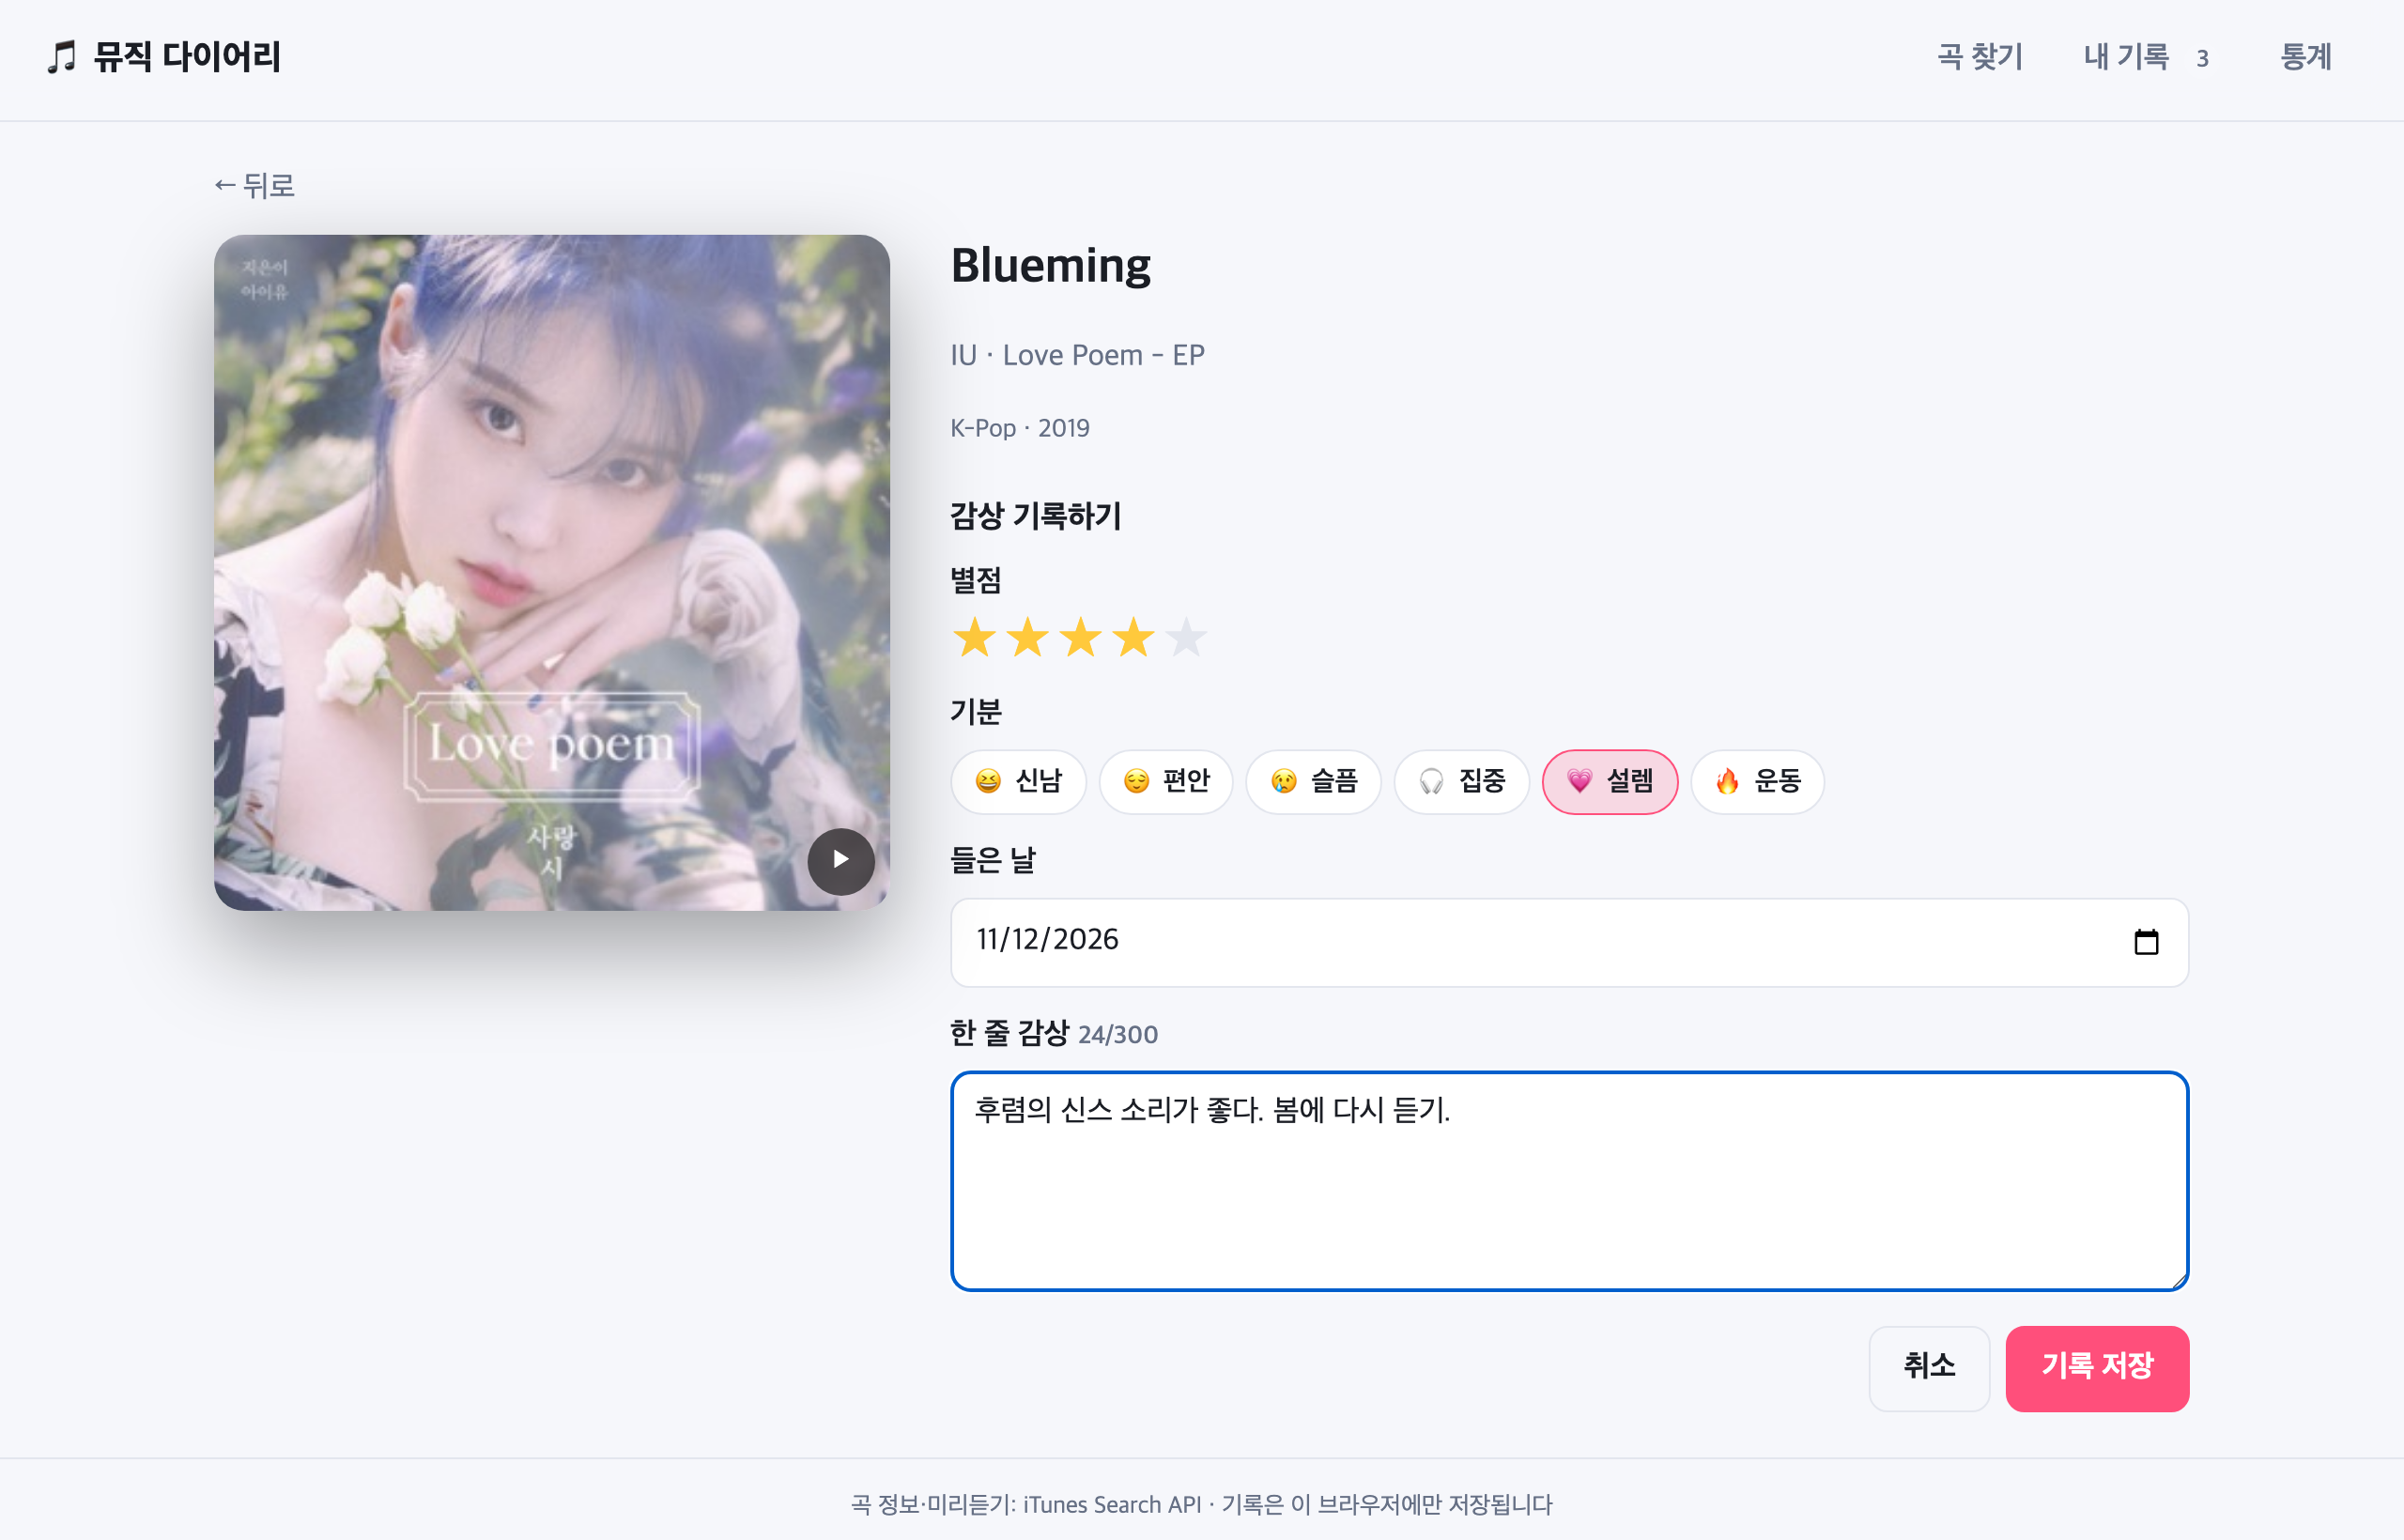 뮤직 다이어리
곡 찾기 내 기록 3 통계
← 뒤로
지은이
아이유
Love poem
사랑
시
Blueming
IU · Love Poem - EP
K-Pop · 2019
감상 기록하기
별점
기분
신남 편안 슬픔 집중 설렘 운동
들은 날
11/12/2026
한 줄 감상 24/300
후렴의 신스 소리가 좋다. 봄에 다시 듣기.
취소 기록 저장
곡 정보·미리듣기: iTunes Search API · 기록은 이 브라우저에만 저장됩니다